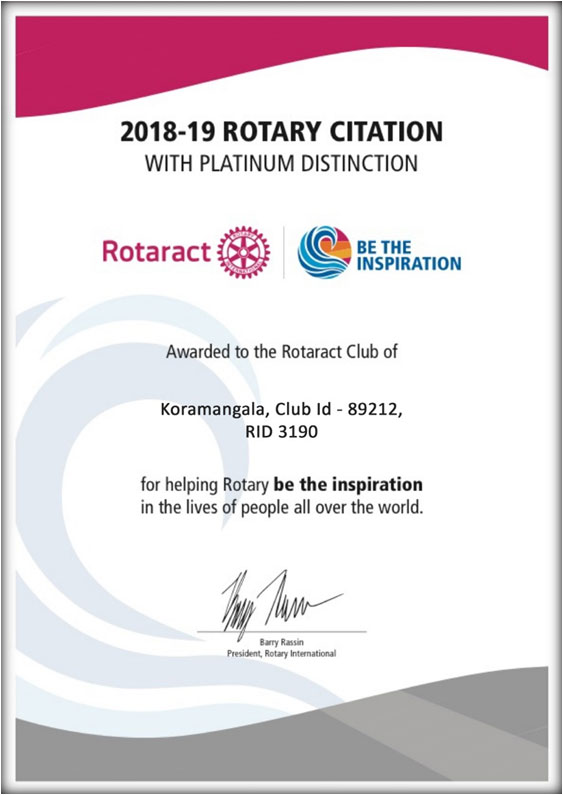 2018-19 ROTARY CITATION
WITH PLATINUM DISTINCTION
Rotaract
BE THE
INSPIRATION
Awarded to the Rotaract Club of
Koramangala, Club Id - 89212,
RID 3190
for helping Rotary be the inspiration
in the lives of people all over the world.
Barry Rassin
President, Rotary International